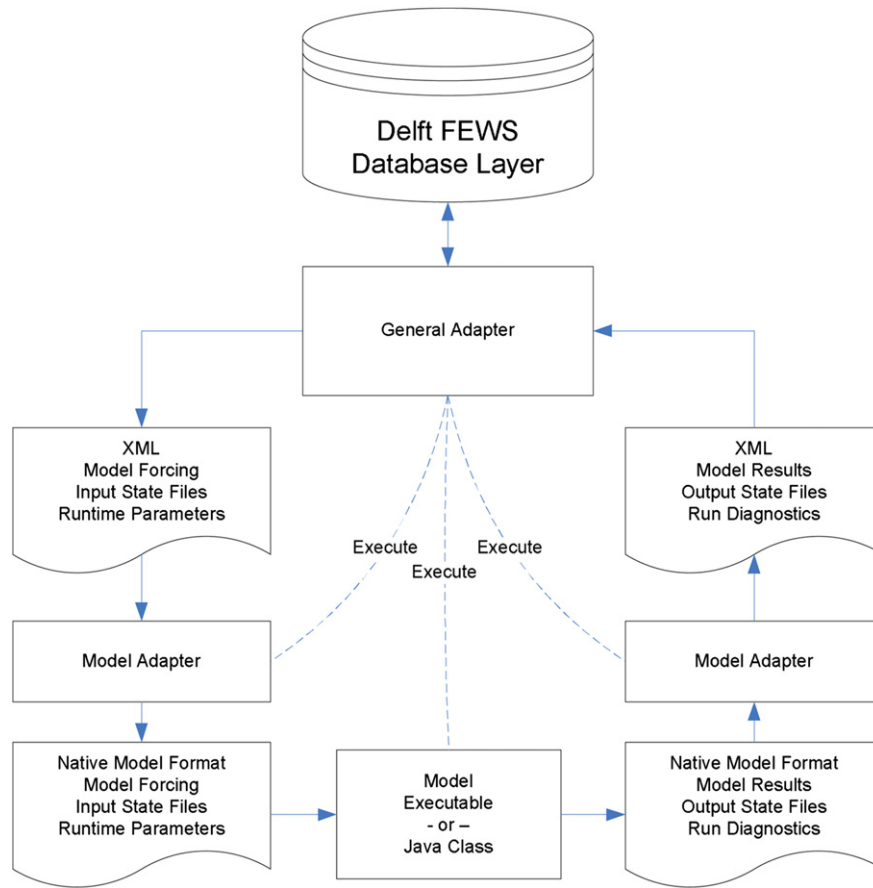 Delft FEWS
Database Layer
General Adapter
XML
Model Forcing
Input State Files
Runtime Parameters
XML
Model Results
Output State Files
Run Diagnostics
Execute
Execute
Execute
Model Adapter
Model Adapter
Native Model Format
Model Forcing
Input State Files
Runtime Parameters
Model
Executable
- or –
Java Class
Native Model Format
Model Results
Output State Files
Run Diagnostics